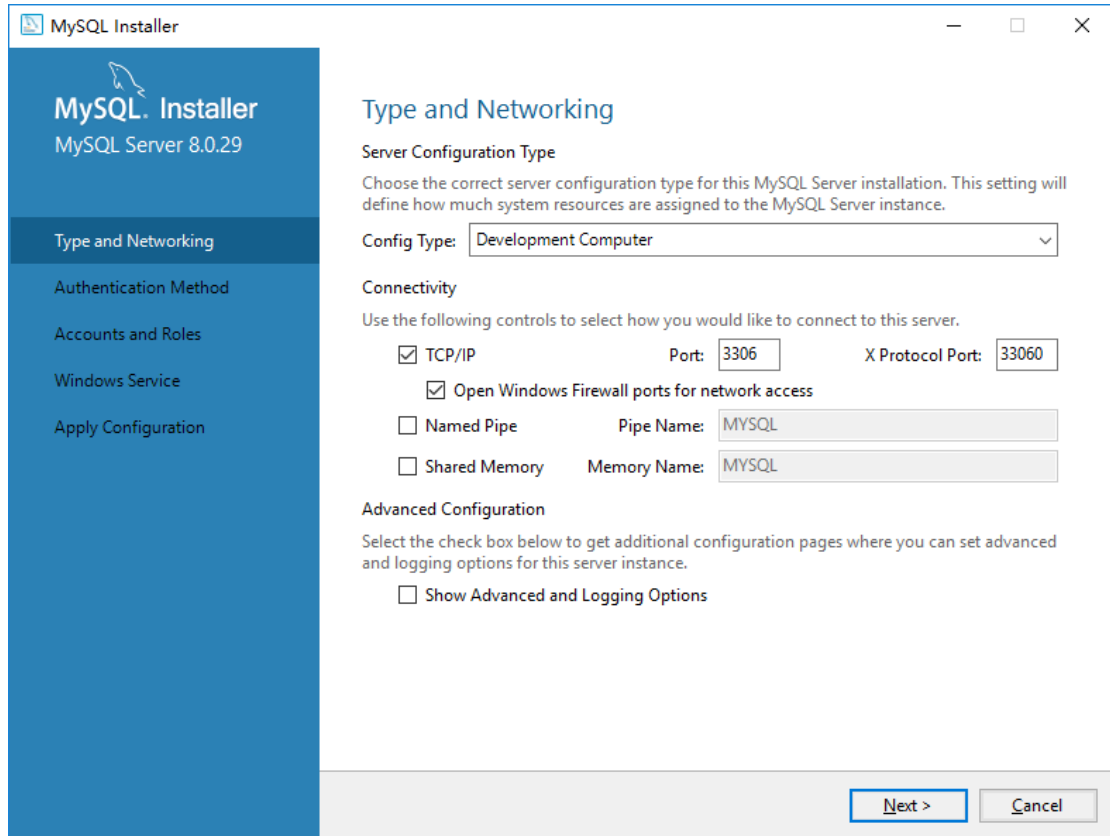 MySQL Installer
MySQL. Installer
MySQL Server 8.0.29
Type and Networking
Authentication Method
Accounts and Roles
Windows Service
Apply Configuration
Type and Networking
Server Configuration Type
Choose the correct server configuration type for this MySQL Server installation. This setting will
define how much system resources are assigned to the MySQL Server instance.
Config Type: Development Computer
Connectivity
Use the following controls to select how you would like to connect to this server.
TCP/IP Port: 3306 X Protocol Port: 33060
Open Windows Firewall ports for network access
Named Pipe Pipe Name: MYSQL
Shared Memory Memory Name: MYSQL
Advanced Configuration
Select the check box below to get additional configuration pages where you can set advanced
and logging options for this server instance.
Show Advanced and Logging Options
Next > Cancel